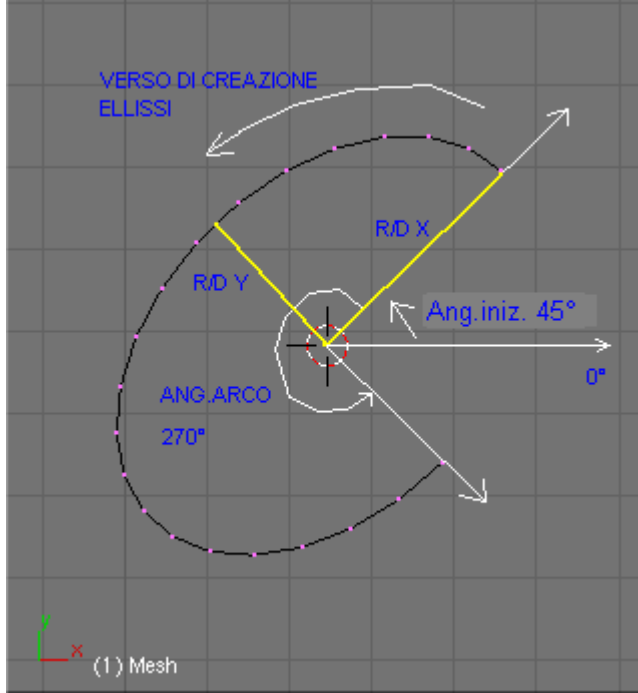 VERSO DI CREAZIONE
ELLISSI
R/D X
R/D Y
Ang.iniz. 45°
0°
ANG.ARCO
270°
y
x
(1) Mesh